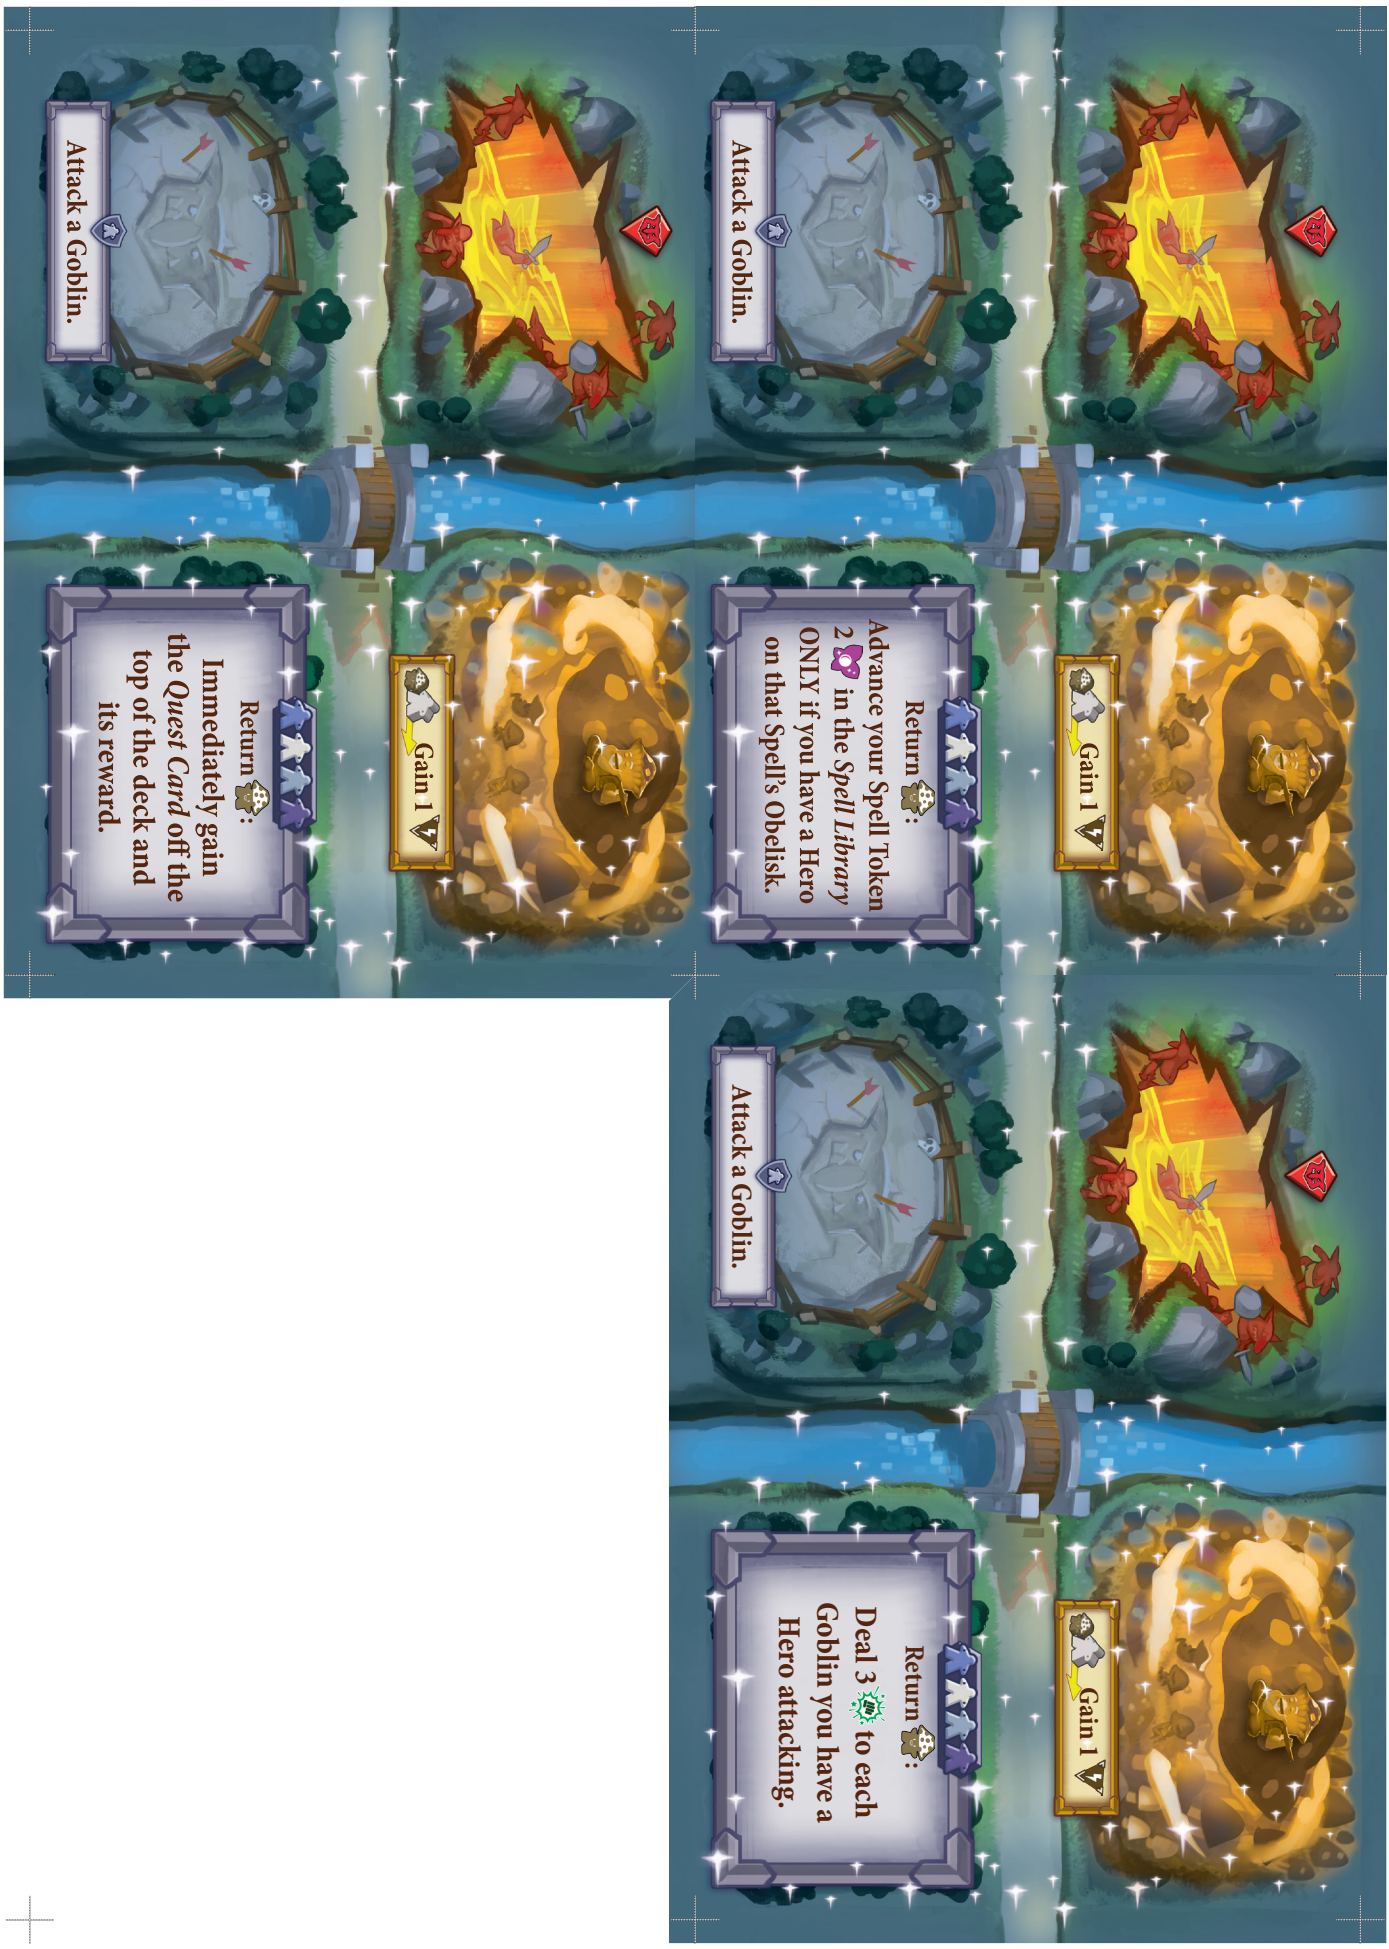 Attack a Goblin.
Gain 1
Return :
Immediately gain
the Quest Card off the
top of the deck and
its reward.
Attack a Goblin.
Gain 1
Return :
Advance your Spell Token
2 in the Spell Library
ONLY if you have a Hero
on that Spell's Obelisk.
Attack a Goblin.
Gain 1
Return :
Deal 3 to each
Goblin you have a
Hero attacking.